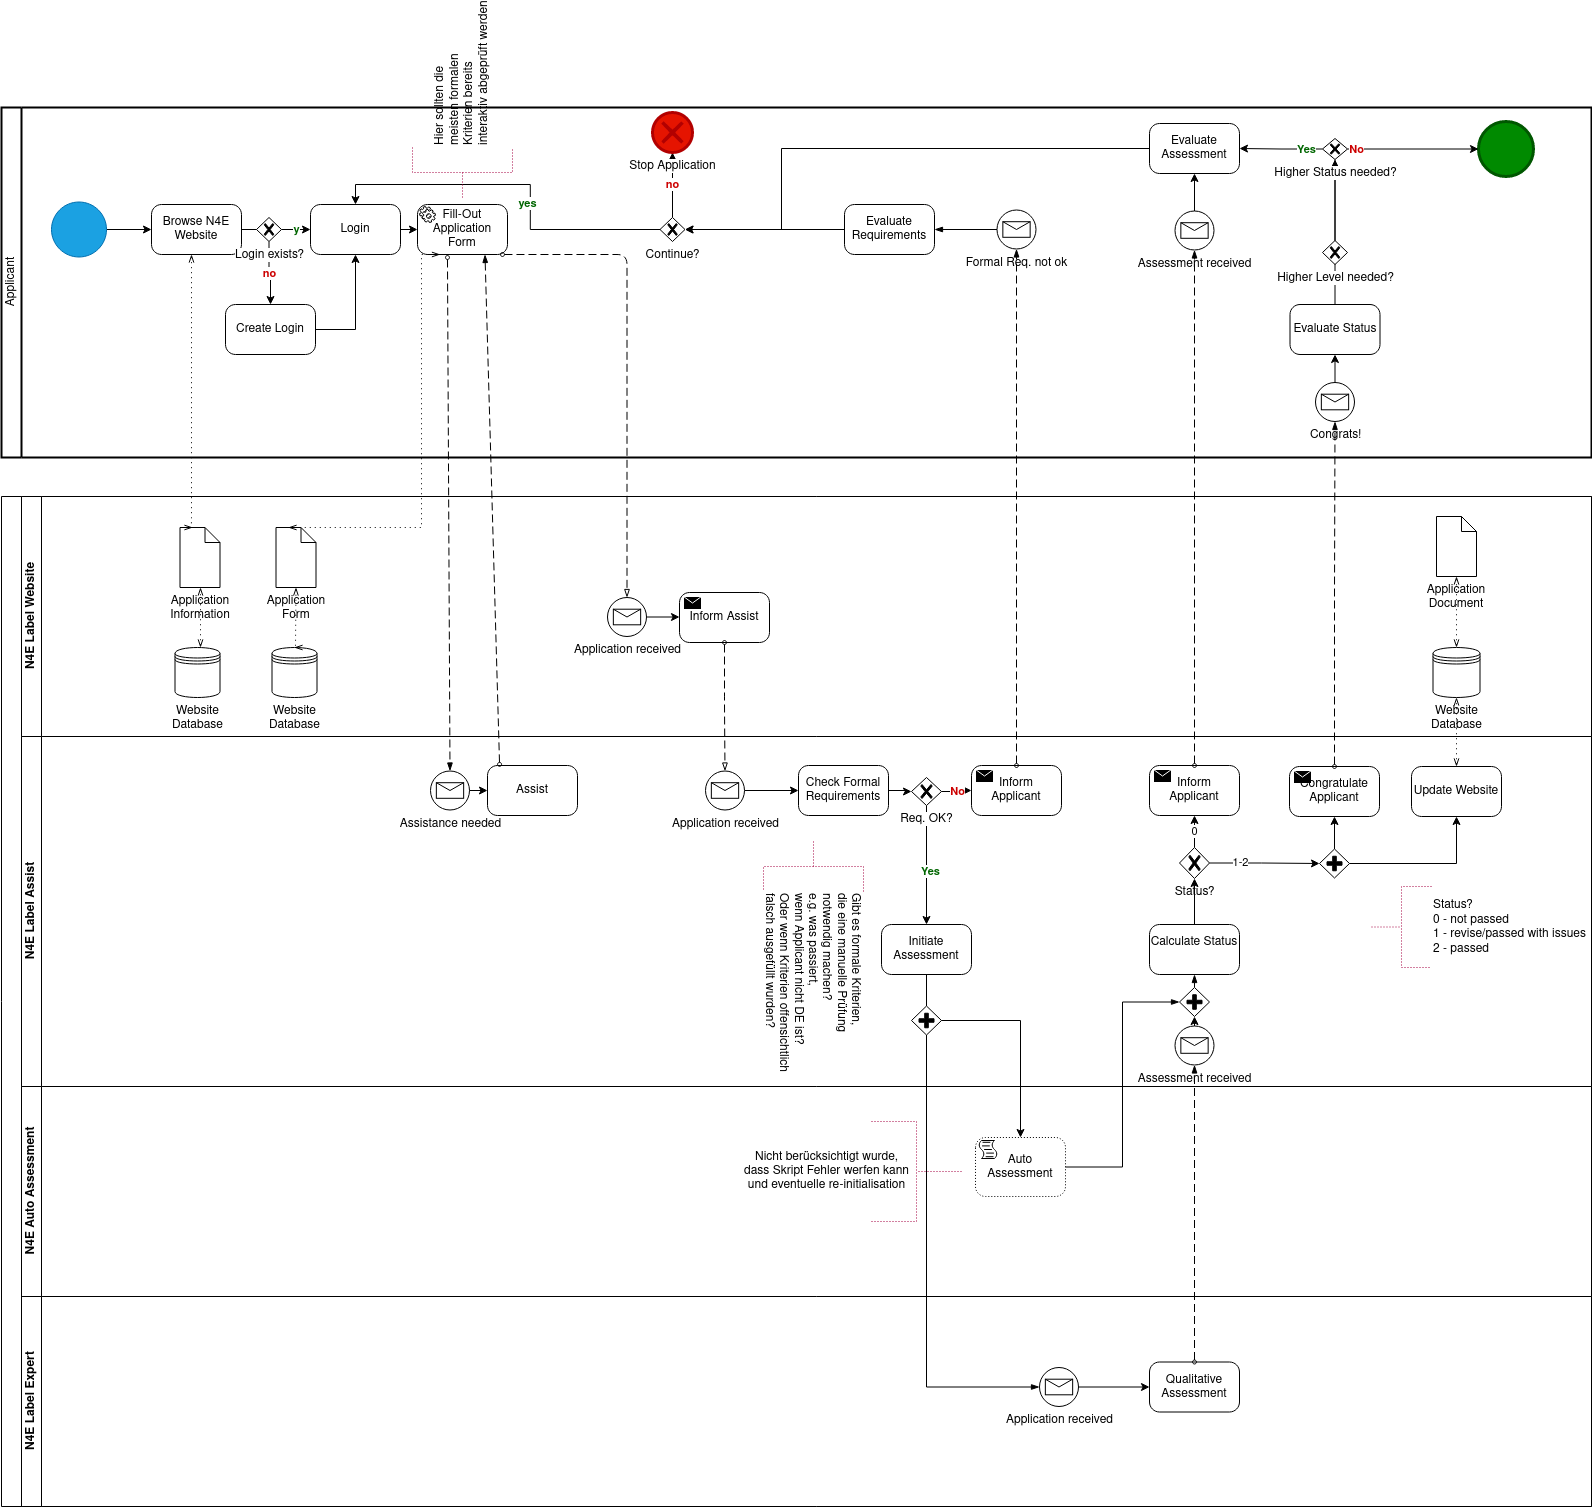 Hier sollten die
meisten formalen
Kriterien bereits
interaktiv abgeprüft werden
Applicant
Browse N4E
Website
Login exists?
y
no
Create Login
Login
Fill-Out
Application
Form
yes
Stop Application
no
Continue?
Evaluate
Requirements
Formal Req. not ok
Evaluate
Assessment
Assessment received
Yes
No
Higher Status needed?
Higher Level needed?
Evaluate Status
Congrats!
N4E Label Website
Application
Information
Website
Database
Application
Form
Website
Database
Application received
Inform Assist
Application
Document
Website
Database
N4E Label Assist
Assistance needed
Assist
Application received
Check Formal
Requirements
Req. OK?
No
Yes
Inform
Applicant
Inform
Applicant
0
1-2
Status?
Congratulate
Applicant
Update Website
Gibt es formale Kriterien,
die eine manuelle Prüfung
notwendig machen?
e.g. was passiert,
wenn Applicant nicht DE ist?
Oder wenn Kriterien offensichtlich
falsch ausgefüllt wurden?
Initiate
Assessment
Calculate Status
Status?
0 - not passed
1 - revise/passed with issues
2 - passed
Assessment received
N4E Auto Assessment
Nicht berücksichtigt wurde,
dass Skript Fehler werfen kann
und eventuelle re-initialisation
Auto
Assessment
N4E Label Expert
Application received
Qualitative
Assessment